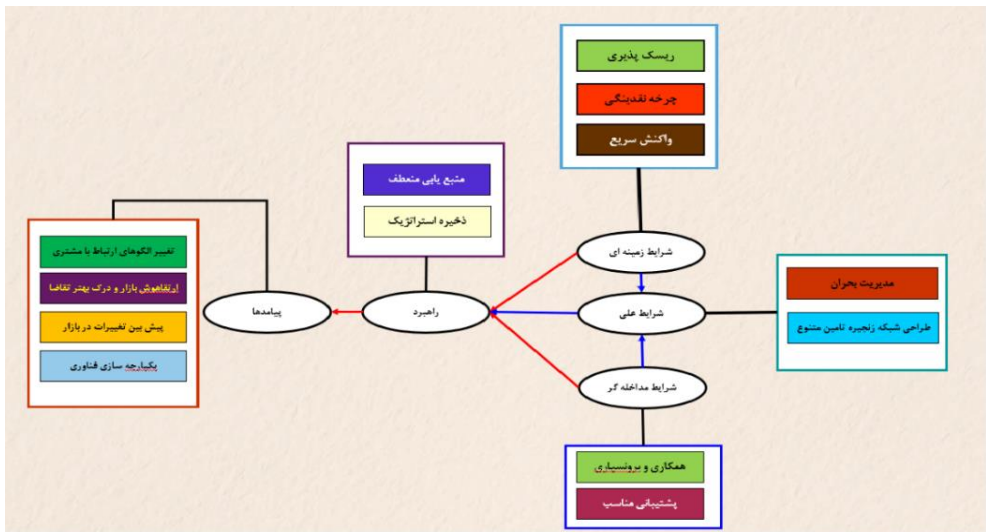 ریسک پذیری
چرخه نقدینگی
واکنش سریع
منبع یابی منعطف
ذخیره استراتژیک
شرایط زمینه ای
تغییر الگوهای ارتباط با مشتری
ارتقاهوش بازار و درک بهتر تقاضا
پیش بین تغییرات در بازار
یکپارچه سازی فناوری
پیامدها
راهبرد
شرایط علی
مدیریت بحران
طراحی شبکه زنجیره تامین متنوع
شرایط مداخله گر
همکاری و برونسپاری
پشتیبانی مناسب